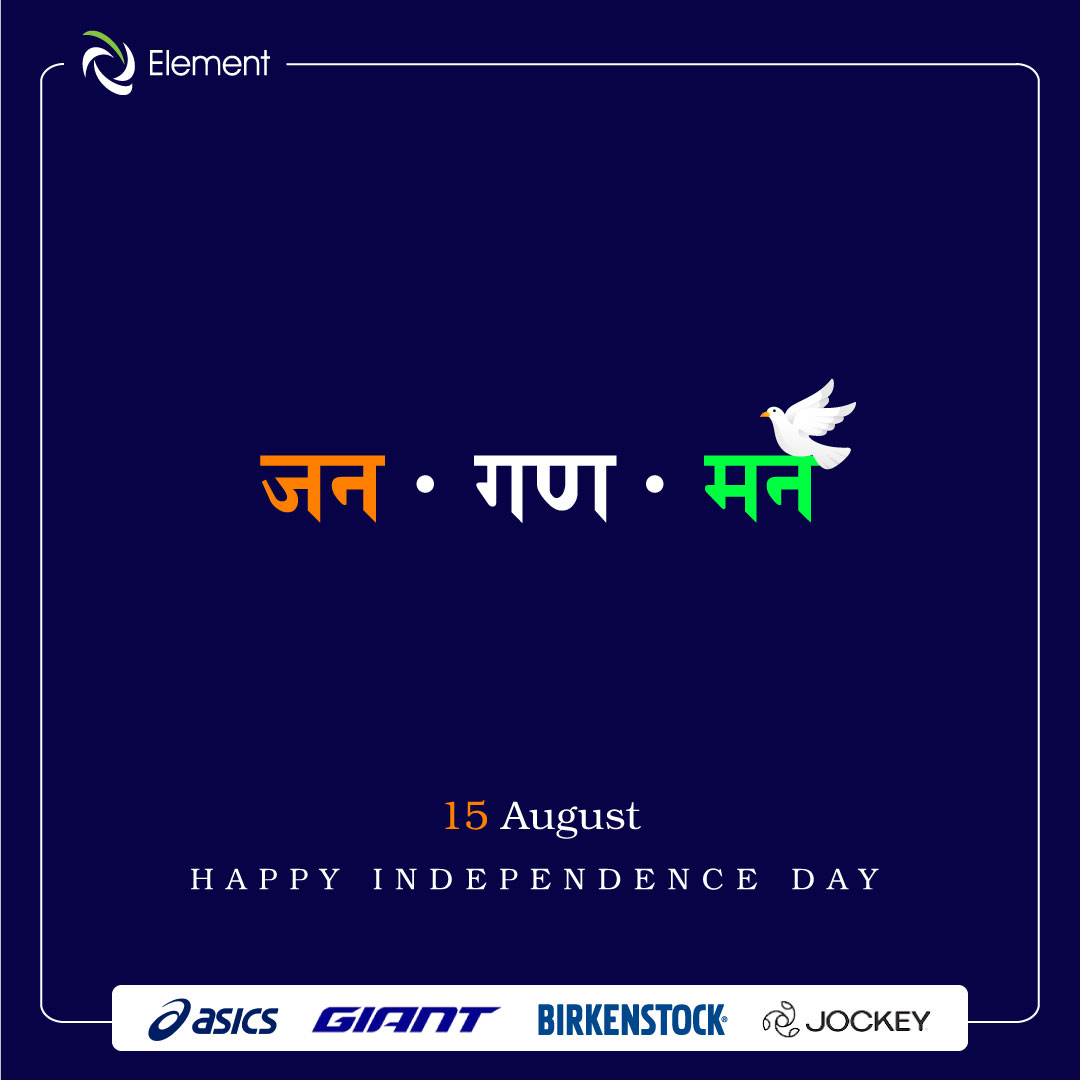 Element
जन • गण • मन
15 August
HAPPY INDEPENDENCE DAY
asics GIANT BIRKENSTOCK® JOCKEY